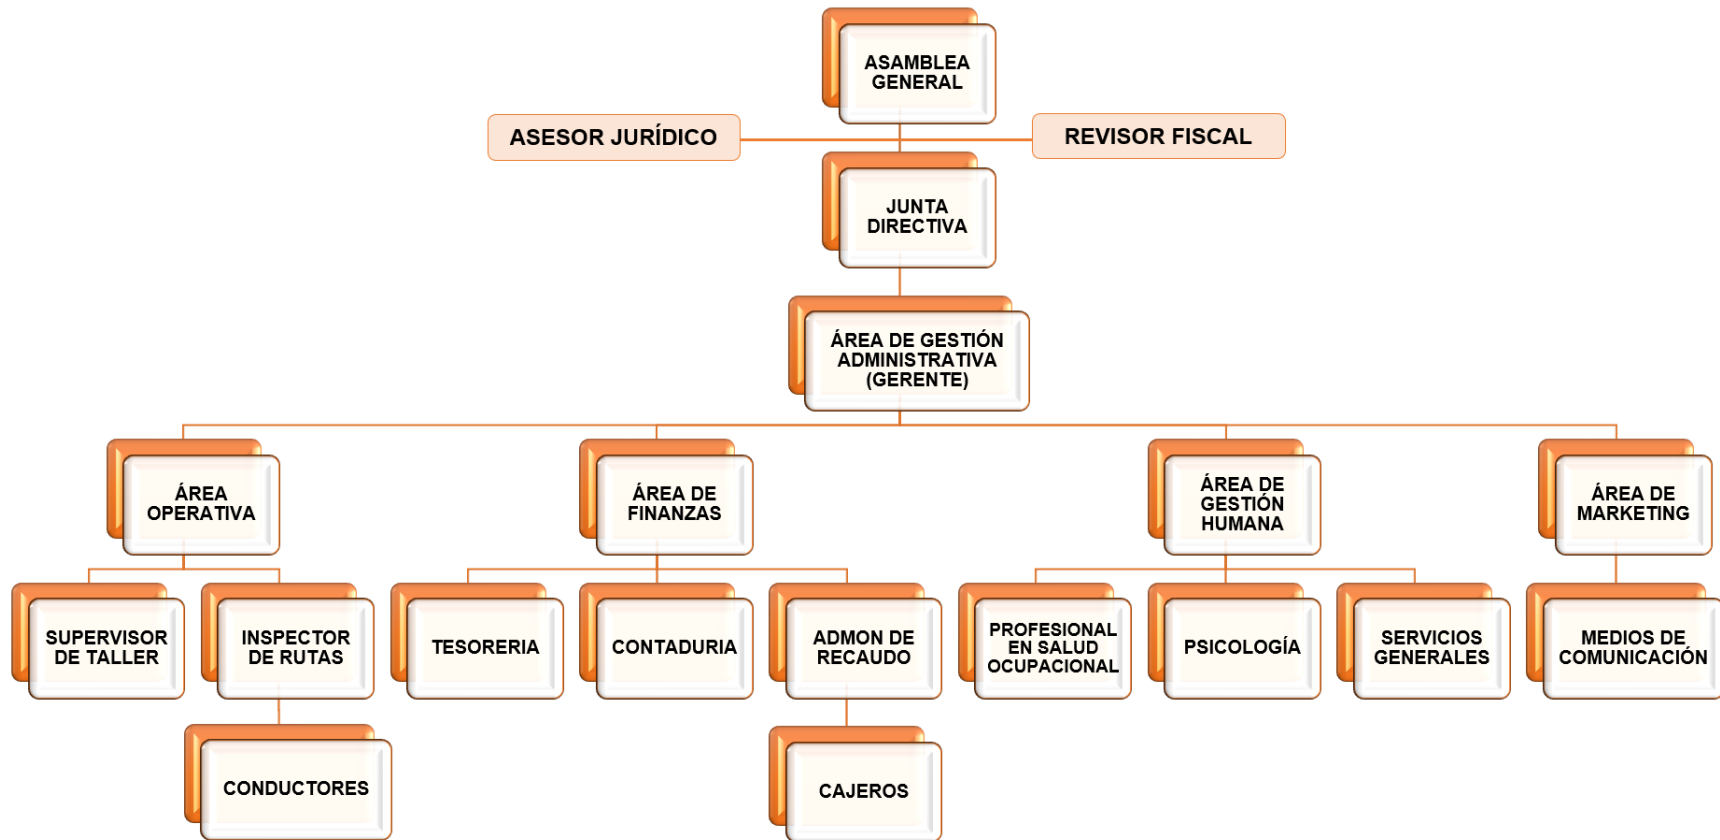 ASAMBLEA
GENERAL
ASESOR JURÍDICO
REVISOR FISCAL
JUNTA
DIRECTIVA
ÁREA DE GESTIÓN
ADMINISTRATIVA
(GERENTE)
ÁREA
OPERATIVA
ÁREA DE
FINANZAS
ÁREA DE
GESTIÓN
HUMANA
ÁREA DE
MARKETING
SUPERVISOR
DE TALLER
INSPECTOR
DE RUTAS
TESORERIA
CONTADURIA
ADMON DE
RECAUDO
PROFESIONAL
EN SALUD
OCUPACIONAL
PSICOLOGÍA
SERVICIOS
GENERALES
MEDIOS DE
COMUNICACIÓN
CONDUCTORES
CAJEROS